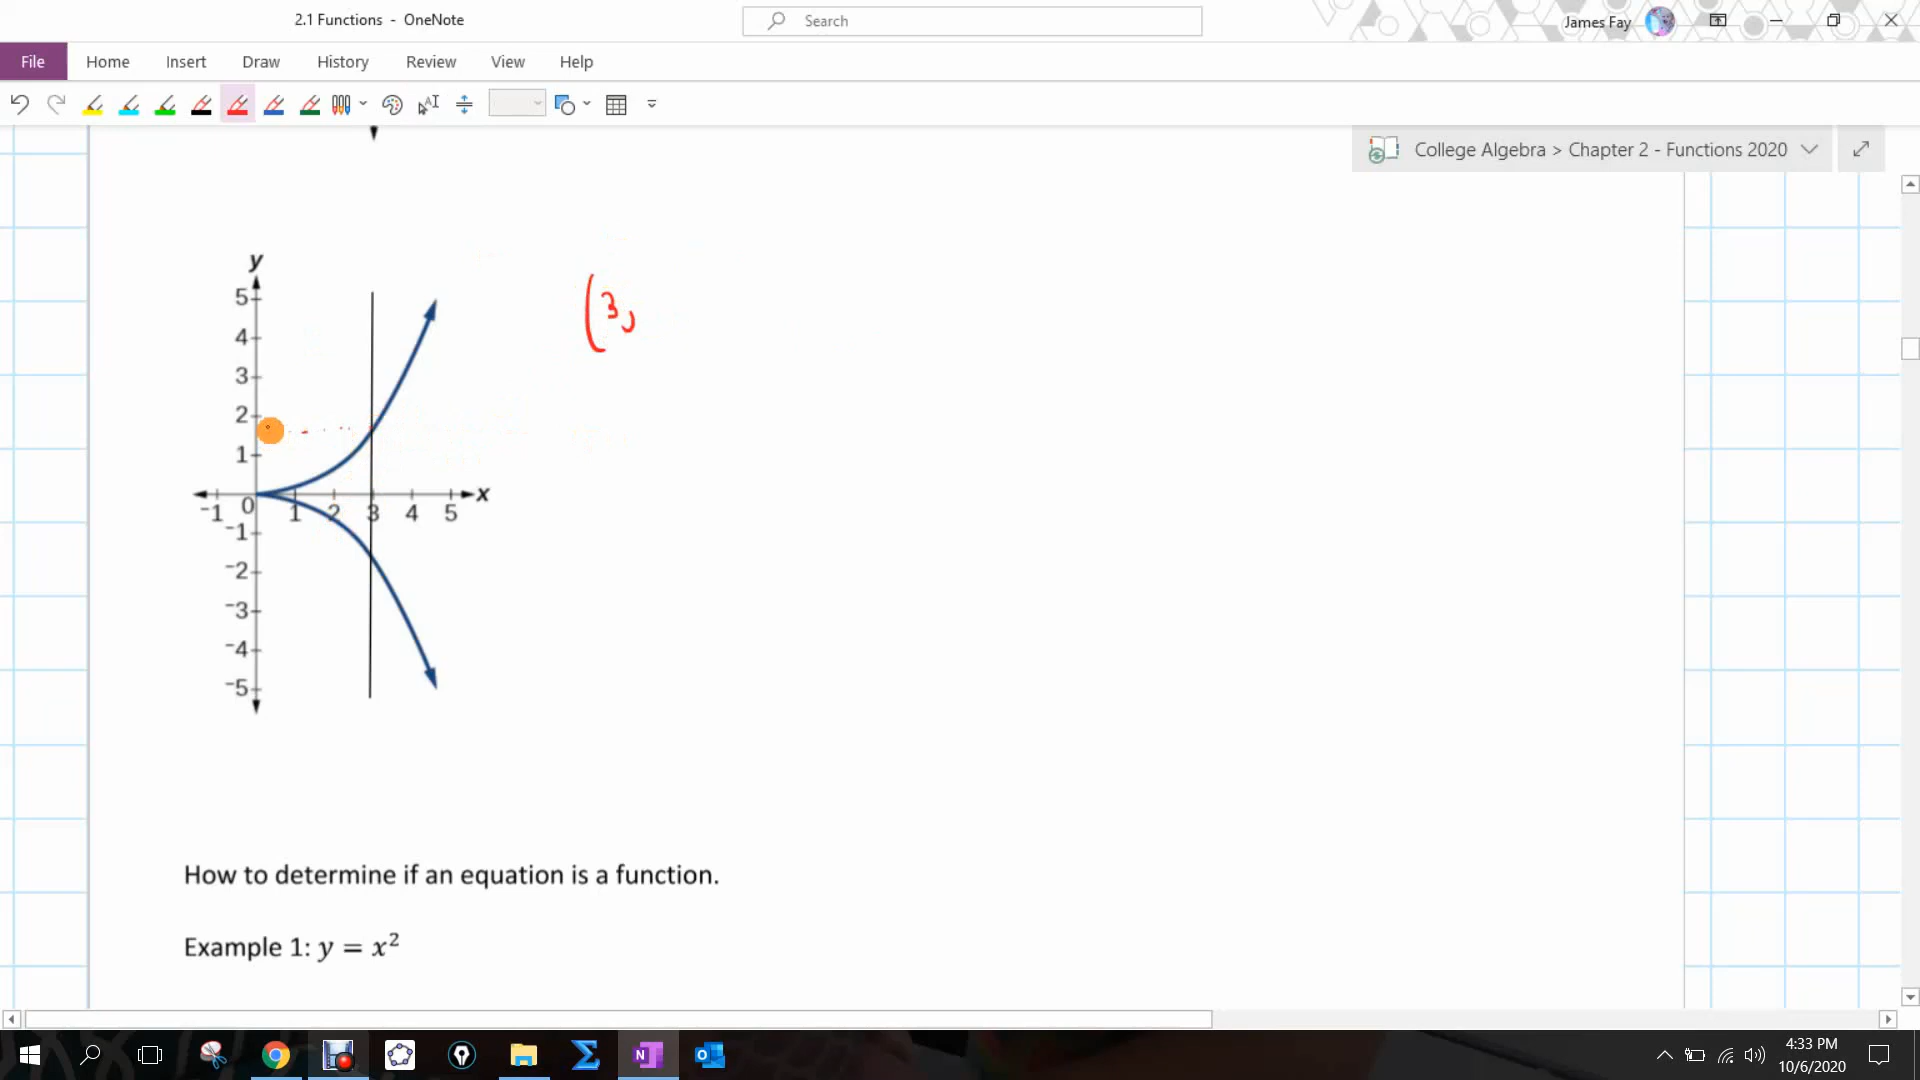 2.1 Functions - OneNote
Search
James Fay
File Home Insert Draw History Review View Help
College Algebra > Chapter 2 - Functions 2020
y
5
4
3
2
1
-1 0 1 2 3 4 5 x
-1
-2
-3
-4
-5
(3,
How to determine if an equation is a function.
Example 1: y = x²
4:33 PM
10/6/2020